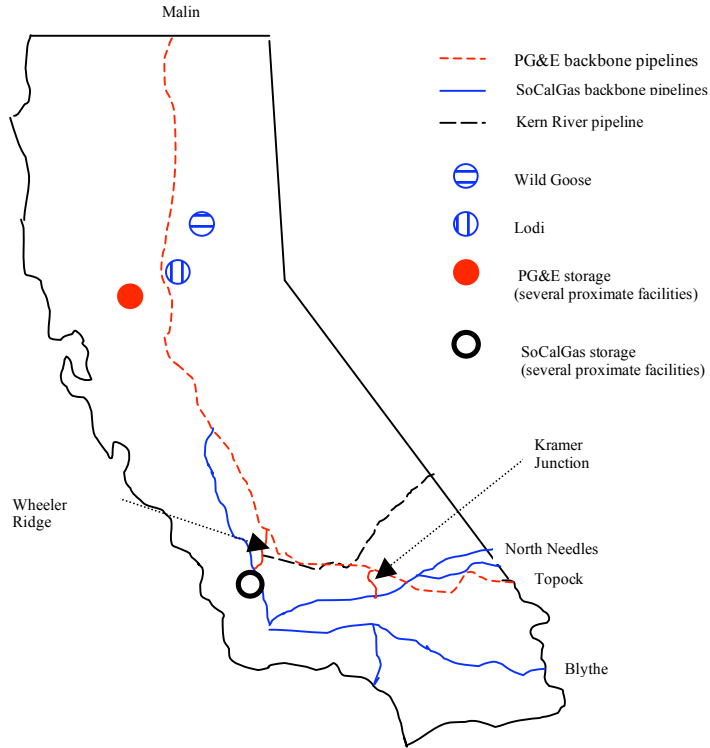 Malin
PG&E backbone pipelines
SoCalGas backbone pipelines
Kern River pipeline
Wild Goose
Lodi
PG&E storage
(several proximate facilities)
SoCalGas storage
(several proximate facilities)
Kramer
Junction
Wheeler
Ridge
North Needles
Topock
Blythe